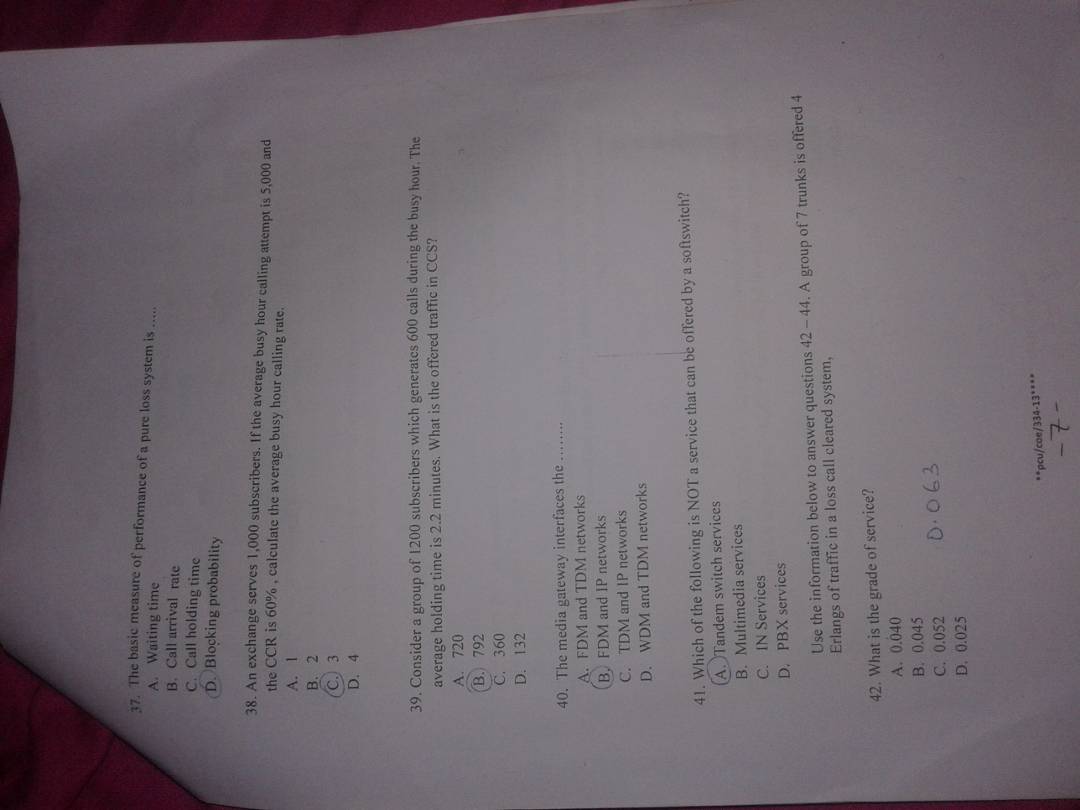 37. The basic measure of performance of a pure loss system is .....
A. Waiting time
B. Call arrival rate
C. Call holding time
D. Blocking probability
38. An exchange serves 1,000 subscribers. If the average busy hour calling attempt is 5,000 and
the CCR is 60% , calculate the average busy hour calling rate.
A. 1
B. 2
C. 3
D. 4
39. Consider a group of 1200 subscribers which generates 600 calls during the busy hour. The
average holding time is 2.2 minutes. What is the offered traffic in CCS?
A. 720
B. 792
C. 360
D. 132
40. The media gateway interfaces the ........
A. FDM and TDM networks
B. FDM and IP networks
C. TDM and IP networks
D. WDM and TDM networks
41. Which of the following is NOT a service that can be offered by a softswitch?
A. Tandem switch services
B. Multimedia services
C. IN Services
D. PBX services
Use the information below to answer questions 42 – 44. A group of 7 trunks is offered 4
Erlangs of traffic in a loss call cleared system,
42. What is the grade of service?
A. 0.040
B. 0.045
C. 0.052
D. 0.025
0.063
**pcu/coe/334-13****
- 7 -